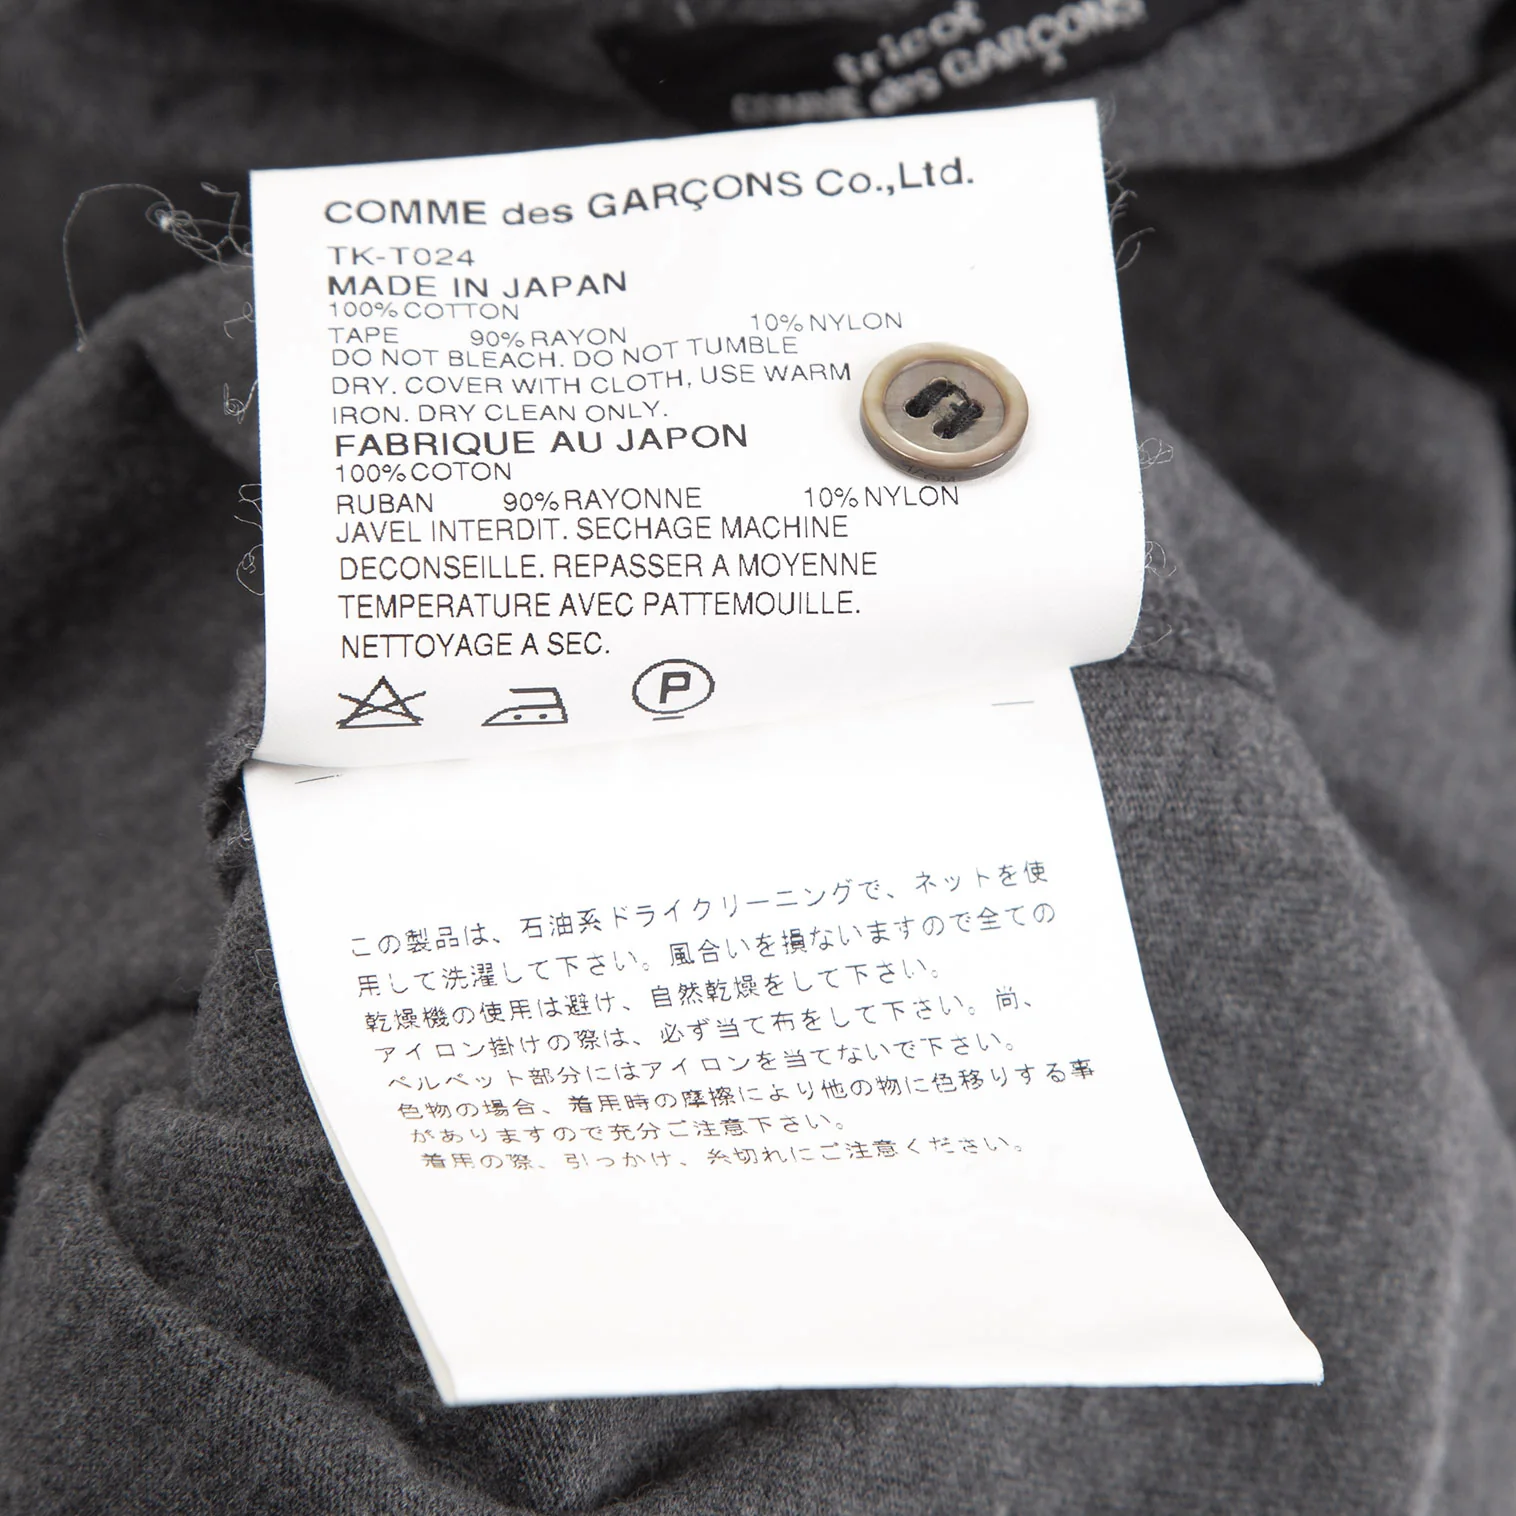 tricot
COMME des GARÇONS
COMME des GARÇONS Co.,Ltd.
TK-T024
MADE IN JAPAN
100% COTTON
TAPE 90% RAYON 10% NYLON
DO NOT BLEACH. DO NOT TUMBLE
DRY. COVER WITH CLOTH, USE WARM
IRON. DRY CLEAN ONLY.
FABRIQUE AU JAPON
100% COTON
RUBAN 90% RAYONNE 10% NYLON
JAVEL INTERDIT. SECHAGE MACHINE
DECONSEILLE. REPASSER A MOYENNE
TEMPERATURE AVEC PATTEMOUILLE.
NETTOYAGE A SEC.
P
この製品は、石油系ドライクリーニングで、ネットを使
用して洗濯して下さい。風合いを損ないますので全ての
乾燥機の使用は避け、自然乾燥をして下さい。
アイロン掛けの際は、必ず当て布をして下さい。尚、
ベルベット部分にはアイロンを当てないで下さい。
色物の場合、着用時の摩擦により他の物に色移りする事
がありますので充分ご注意下さい。
着用の際、引っかけ、糸切れにご注意ください。